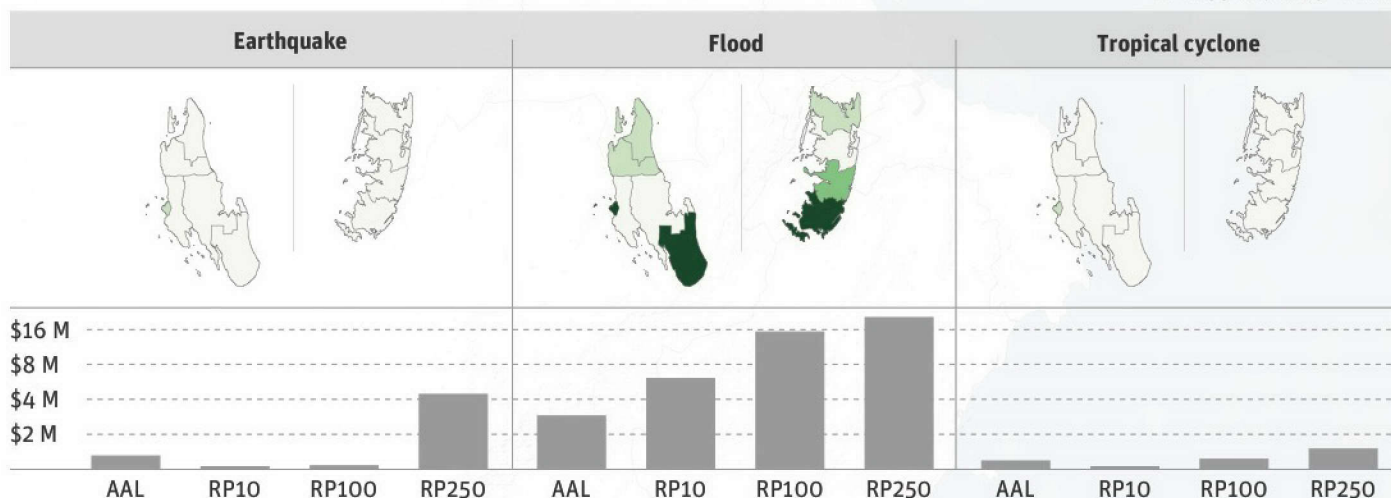 Earthquake Flood Tropical cyclone
$16 M
$8 M
$4 M
$2 M
AAL RP10 RP100 RP250 AAL RP10 RP100 RP250 AAL RP10 RP100 RP250